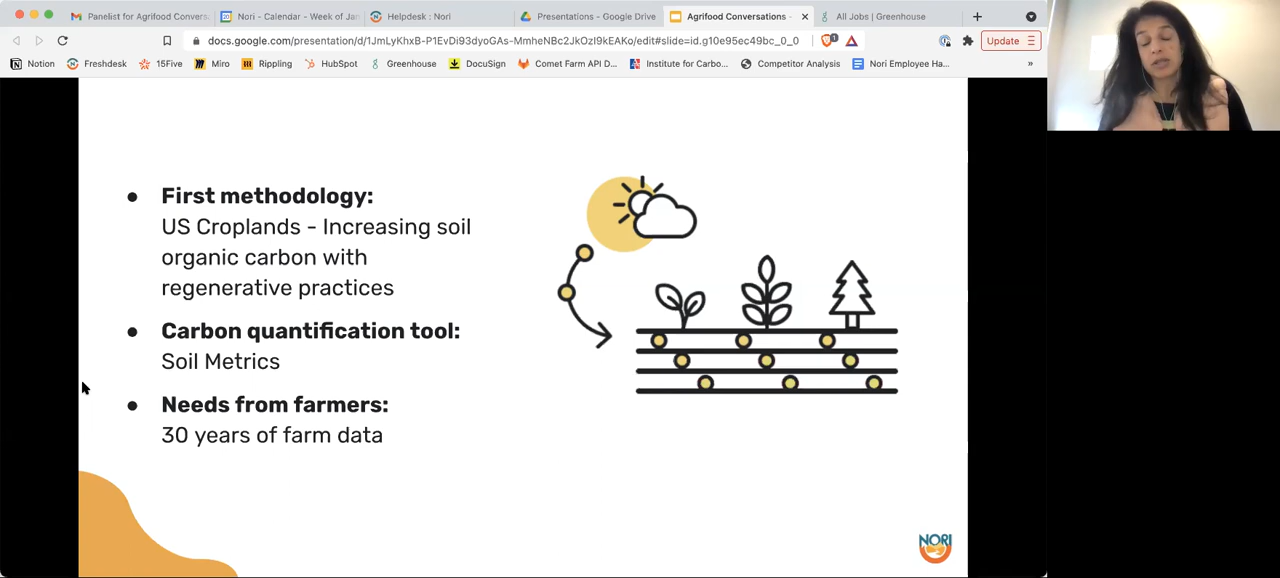 Panelist for Agrifood Convers
Nori - Calendar - Week of Jan
Helpdesk : Nori
Presentations - Google Drive
Agrifood Conversations -
All Jobs | Greenhouse
docs.google.com/presentation/d/1JmLyKhxB-P1EvDi93dyoGAs-MmheNBc2JkOzI9kEAKo/edit#slide=id.g10e95ec49bc_0_0
1
Update
Notion
Freshdesk
15Five
Miro
Rippling
HubSpot
Greenhouse
DocuSign
Comet Farm API D...
Institute for Carbo...
Competitor Analysis
Nori Employee Ha...
»
● First methodology:
US Croplands - Increasing soil
organic carbon with
regenerative practices
● Carbon quantification tool:
Soil Metrics
● Needs from farmers:
30 years of farm data
NORI